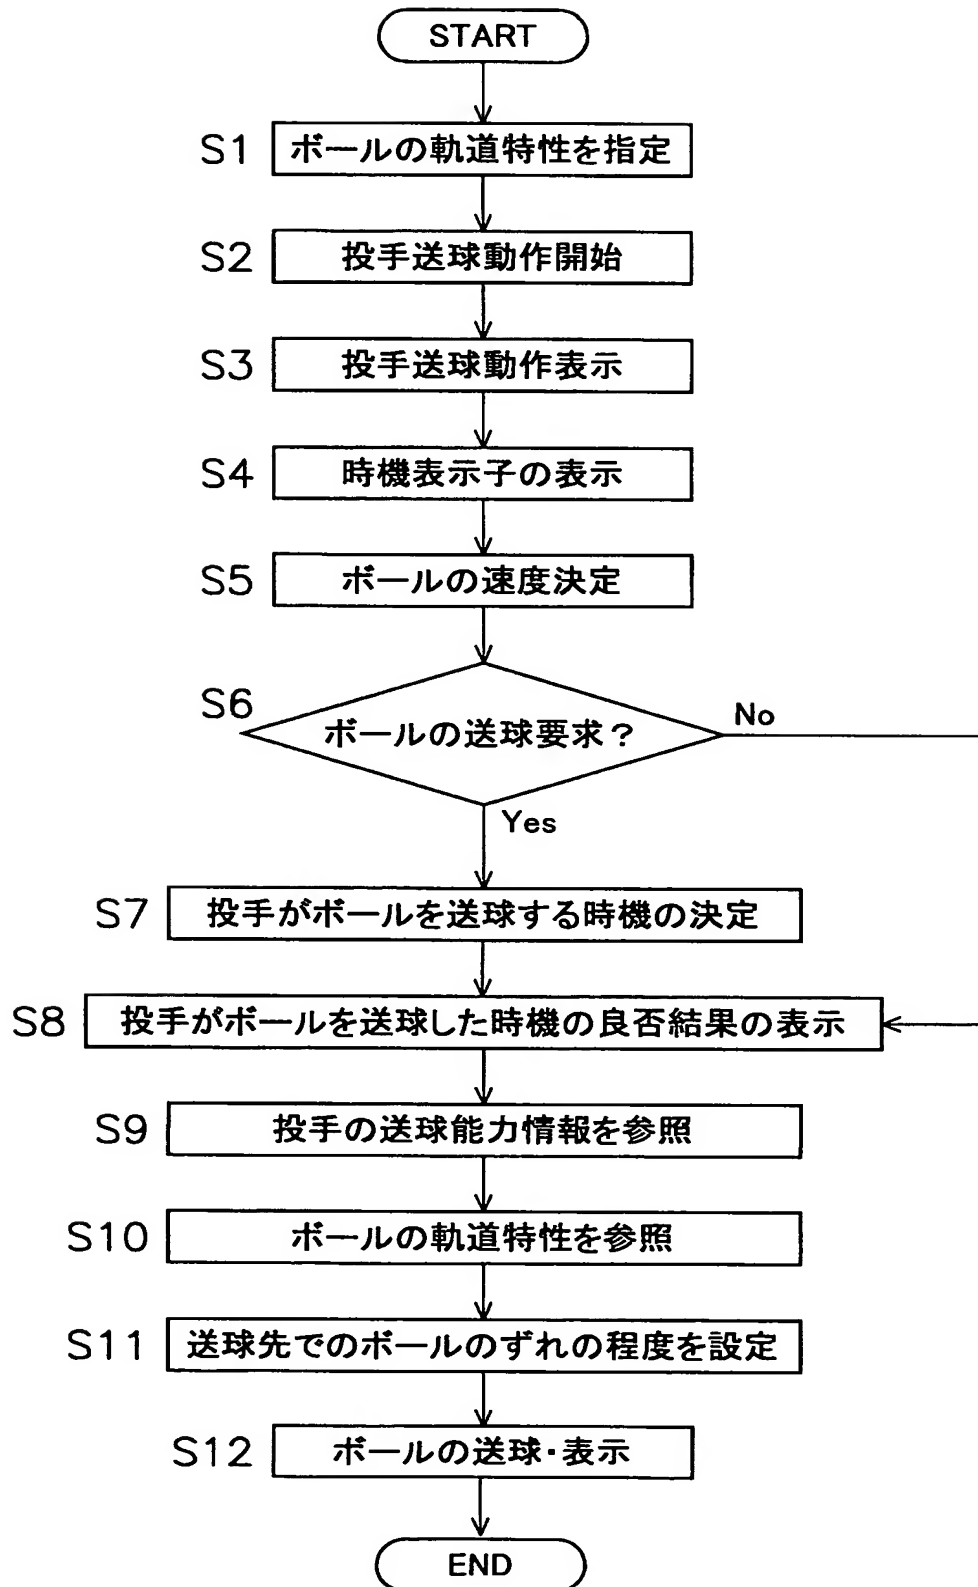 START
S1 ボールの軌道特性を指定
S2 投手送球動作開始
S3 投手送球動作表示
S4 時機表示子の表示
S5 ボールの速度決定
S6 ボールの送球要求？
No
Yes
S7 投手がボールを送球する時機の決定
S8 投手がボールを送球した時機の良否結果の表示
S9 投手の送球能力情報を参照
S10 ボールの軌道特性を参照
S11 送球先でのボールのずれの程度を設定
S12 ボールの送球・表示
END